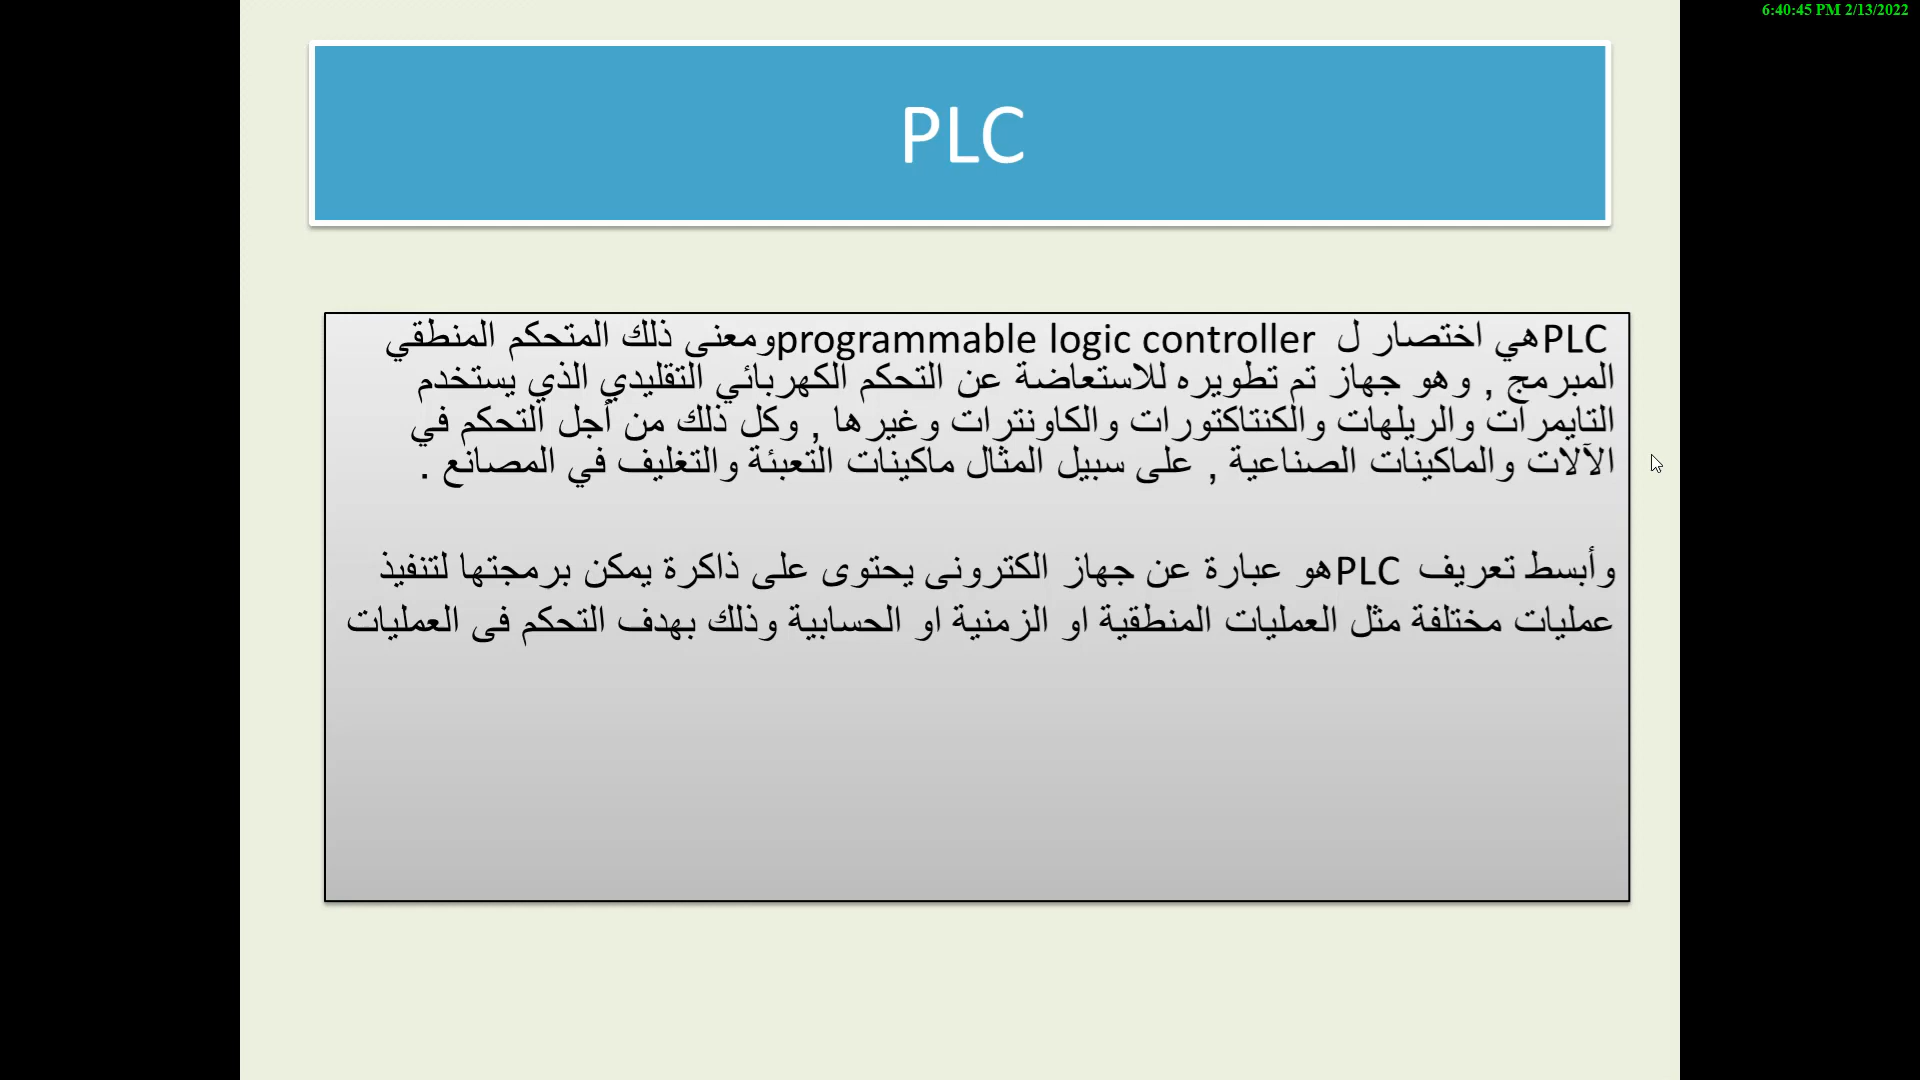 6:40:45 PM 2/13/2022
PLC
PLCهي اختصار ل programmable logic controllerومعنى ذلك المتحكم المنطقي
المبرمج , وهو جهاز تم تطويره للاستعاضة عن التحكم الكهربائي التقليدي الذي يستخدم
التايمرات والريلهات والكنتاكتورات والكاونترات وغيرها , وكل ذلك من أجل التحكم في
الآلات والماكينات الصناعية , على سبيل المثال ماكينات التعبئة والتغليف في المصانع .
وأبسط تعريف PLCهو عبارة عن جهاز الكترونى يحتوى على ذاكرة يمكن برمجتها لتنفيذ
عمليات مختلفة مثل العمليات المنطقية او الزمنية او الحسابية وذلك بهدف التحكم فى العمليات